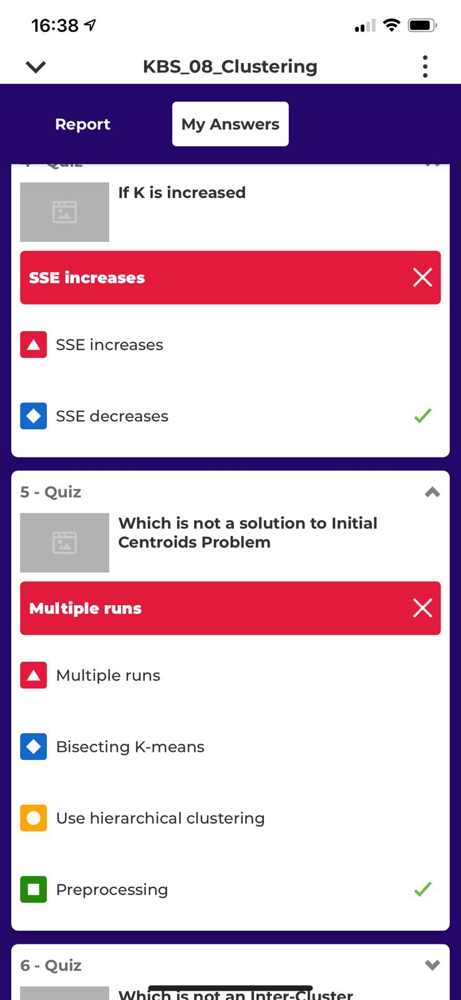 16:38
KBS_08_Clustering
Report
My Answers
4 - Quiz
If K is increased
SSE increases
SSE increases
SSE decreases
5 - Quiz
Which is not a solution to Initial
Centroids Problem
Multiple runs
Multiple runs
Bisecting K-means
Use hierarchical clustering
Preprocessing
6 - Quiz
Which is not an Inter-Cluster